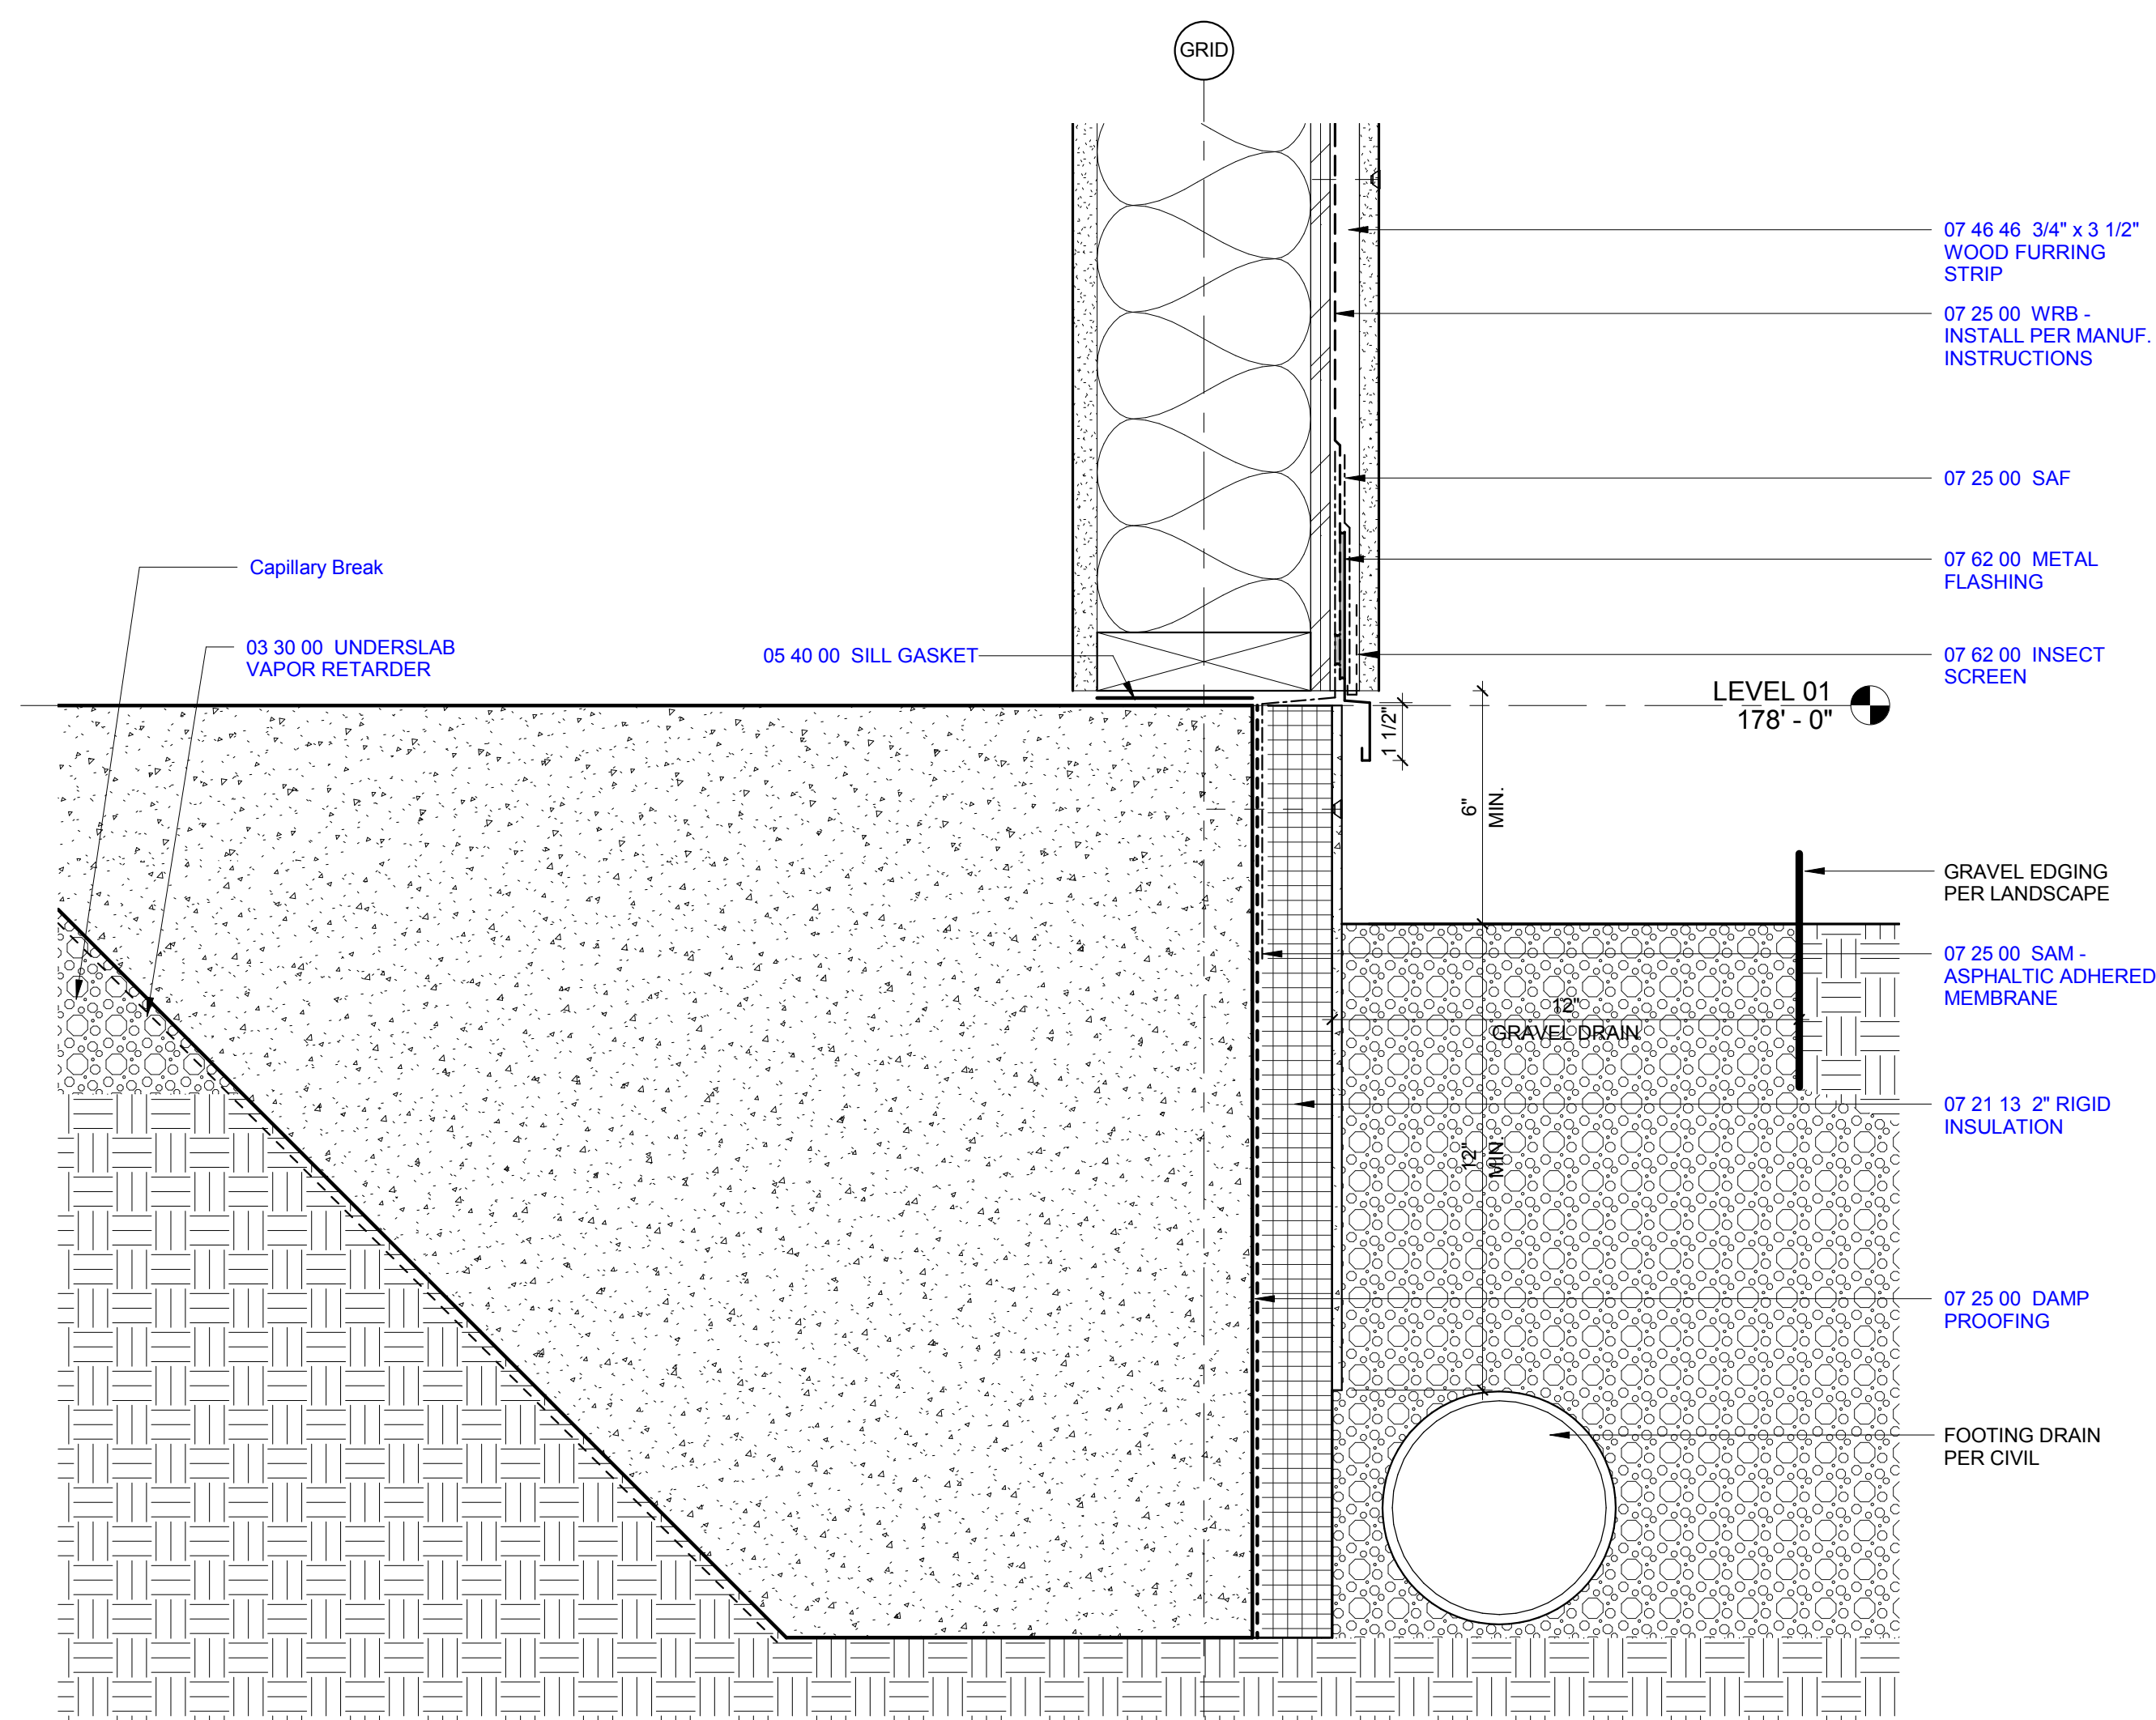 GRID
07 46 46  3/4" x 3 1/2"
WOOD FURRING
STRIP
07 25 00  WRB -
INSTALL PER MANUF.
INSTRUCTIONS
07 25 00  SAF
07 62 00  METAL
FLASHING
07 62 00  INSECT
SCREEN
Capillary Break
03 30 00  UNDERSLAB
VAPOR RETARDER
05 40 00  SILL GASKET
LEVEL 01
178' - 0"
1 1/2"
6"
MIN.
GRAVEL EDGING
PER LANDSCAPE
07 25 00  SAM -
ASPHALTIC ADHERED
MEMBRANE
12"
GRAVEL DRAIN
07 21 13  2" RIGID
INSULATION
12"
MIN.
07 25 00  DAMP
PROOFING
FOOTING DRAIN
PER CIVIL